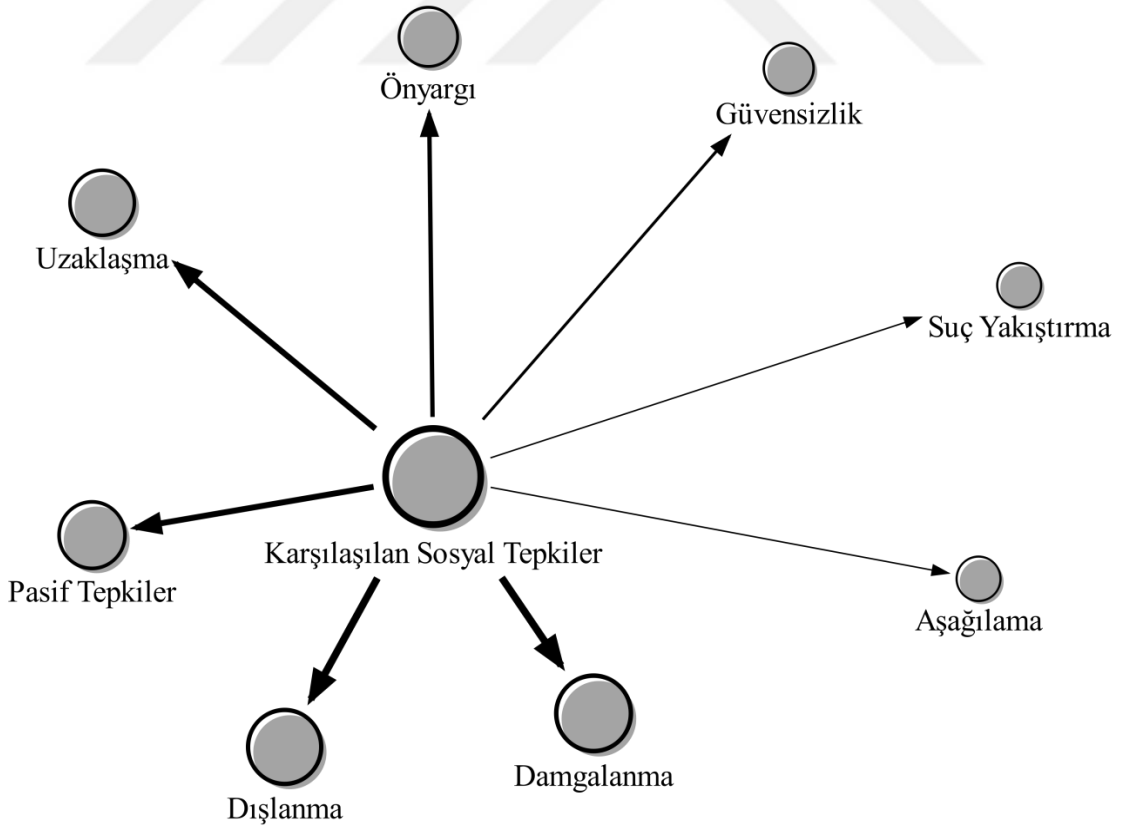 Önyargı
Güvensizlik
Uzaklaşma
Suç Yakıştırma
Karşılaşılan Sosyal Tepkiler
Pasif Tepkiler
Aşağılama
Damgalanma
Dışlanma